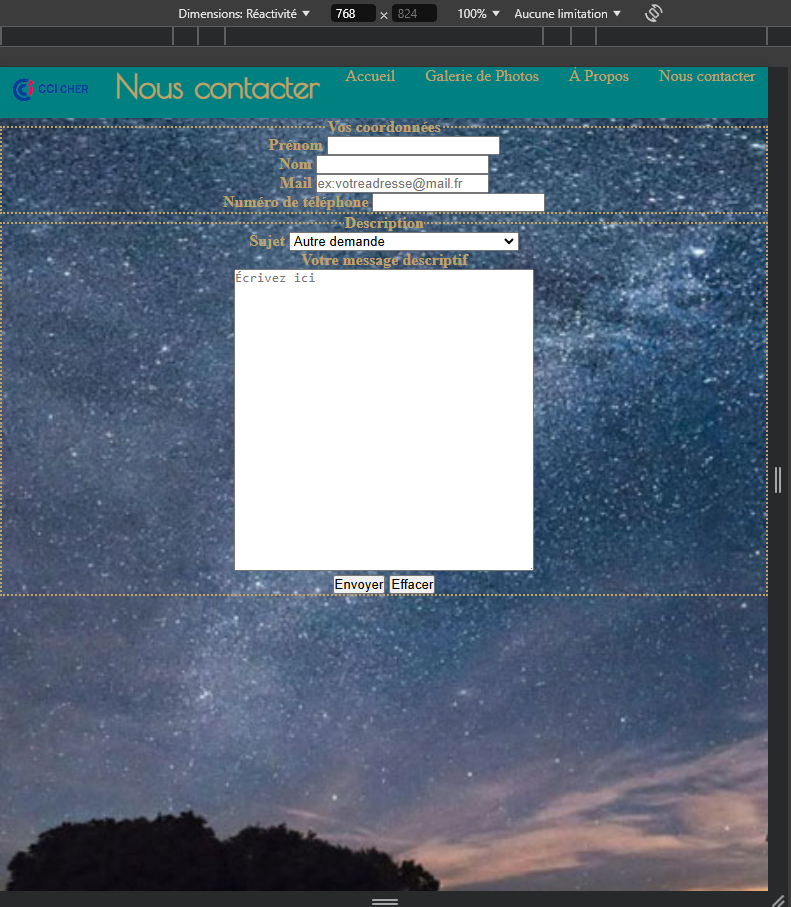 Dimensions: Réactivité 768 × 824 100% Aucune limitation
CCI CHER Nous contacter Accueil Galerie de Photos À Propos Nous contacter
Vos coordonnées
Prénom
Nom
Mail ex:votreadresse@mail.fr
Numéro de téléphone
Description
Sujet Autre demande
Votre message descriptif
Écrivez ici
Envoyer Effacer